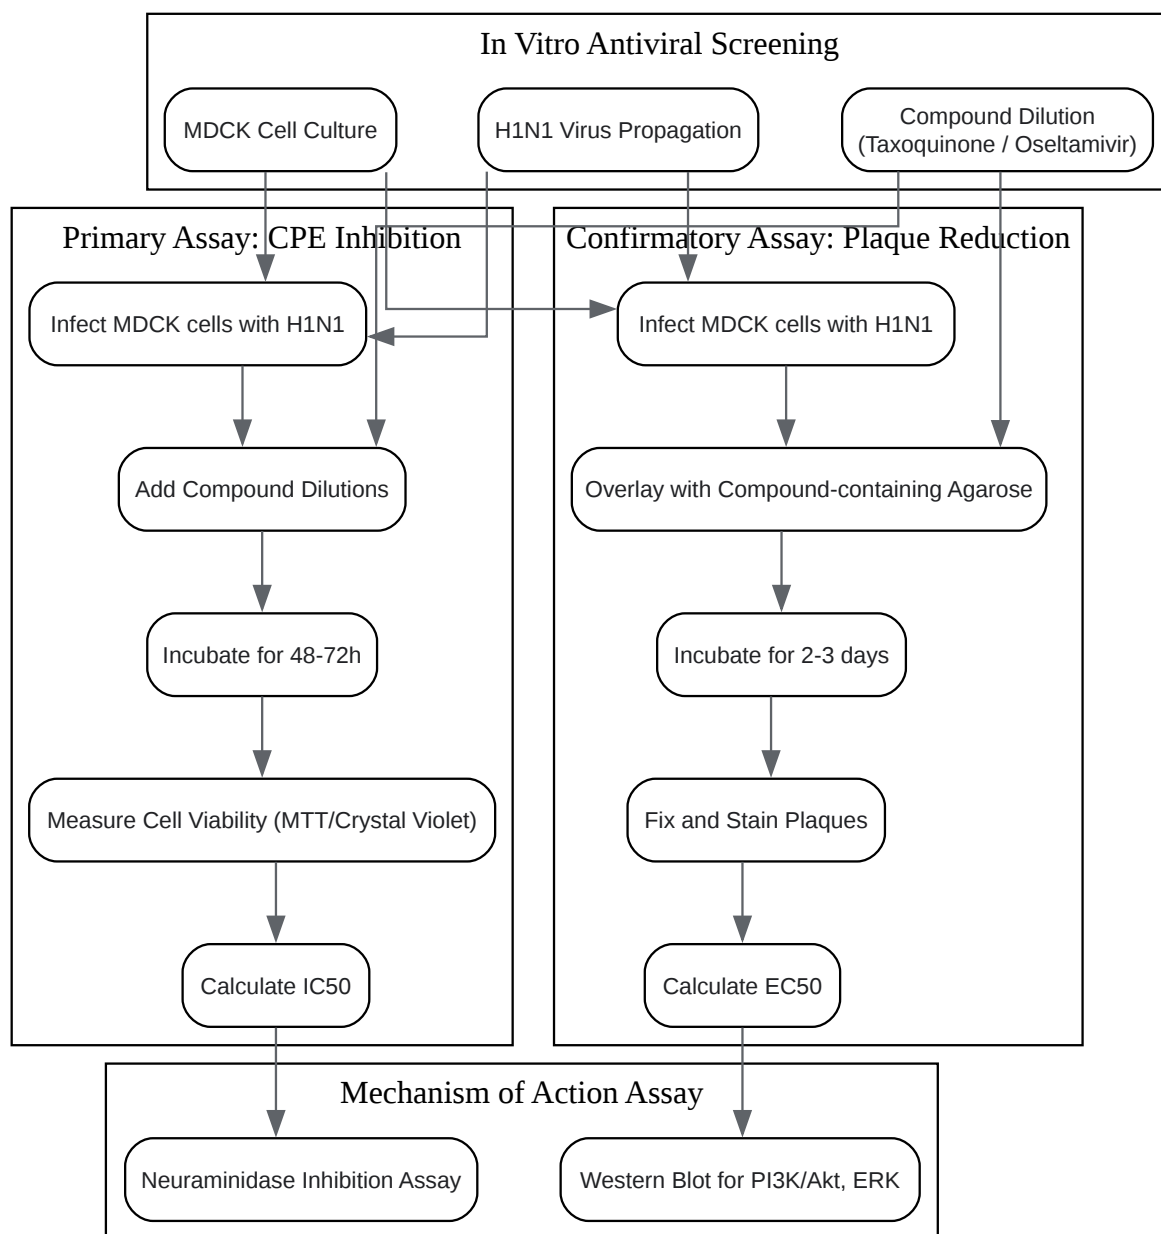 In Vitro Antiviral Screening
MDCK Cell Culture
H1N1 Virus Propagation
Compound Dilution
(Taxoquinone / Oseltamivir)
Primary Assay: CPE Inhibition
Confirmatory Assay: Plaque Reduction
Infect MDCK cells with H1N1
Infect MDCK cells with H1N1
Add Compound Dilutions
Overlay with Compound-containing Agarose
Incubate for 48-72h
Incubate for 2-3 days
Measure Cell Viability (MTT/Crystal Violet)
Fix and Stain Plaques
Calculate IC50
Calculate EC50
Mechanism of Action Assay
Neuraminidase Inhibition Assay
Western Blot for PI3K/Akt, ERK